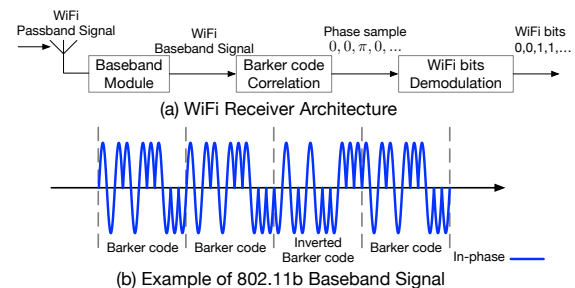 WiFi
Passband Signal
WiFi
Baseband Signal
Phase sample
0, 0, π, 0, ...
WiFi bits
0,0,1,1,...
Baseband
Module
Barker code
Correlation
WiFi bits
Demodulation
(a) WiFi Receiver Architecture
Barker code
Barker code
Inverted
Barker code
Barker code
In-phase
(b) Example of 802.11b Baseband Signal